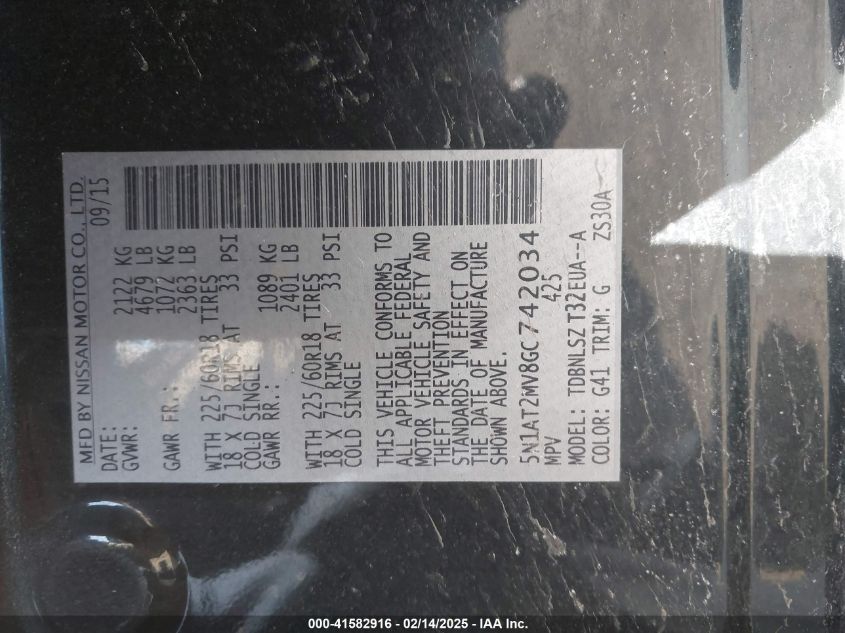 MFD BY NISSAN MOTOR CO., LTD.
DATE: 09/15
GVWR: 2122 KG
4679 LB
GAWR FR.: 1072 KG
2363 LB
WITH 225/60R18 TIRES
18 X 7J RIMS AT 33 PSI
COLD SINGLE
GAWR RR.: 1089 KG
2401 LB
WITH 225/60R18 TIRES
18 X 7J RIMS AT 33 PSI
COLD SINGLE
THIS VEHICLE CONFORMS TO
ALL APPLICABLE FEDERAL
MOTOR VEHICLE SAFETY AND
THEFT PREVENTION
STANDARDS IN EFFECT ON
THE DATE OF MANUFACTURE
SHOWN ABOVE.
5N1AT2MV8GC742034
MPV 425
MODEL: TDBNLSZ T32EUA--A
COLOR: G41 TRIM: G ZS30A
000-41582916 - 02/14/2025 - IAA Inc.